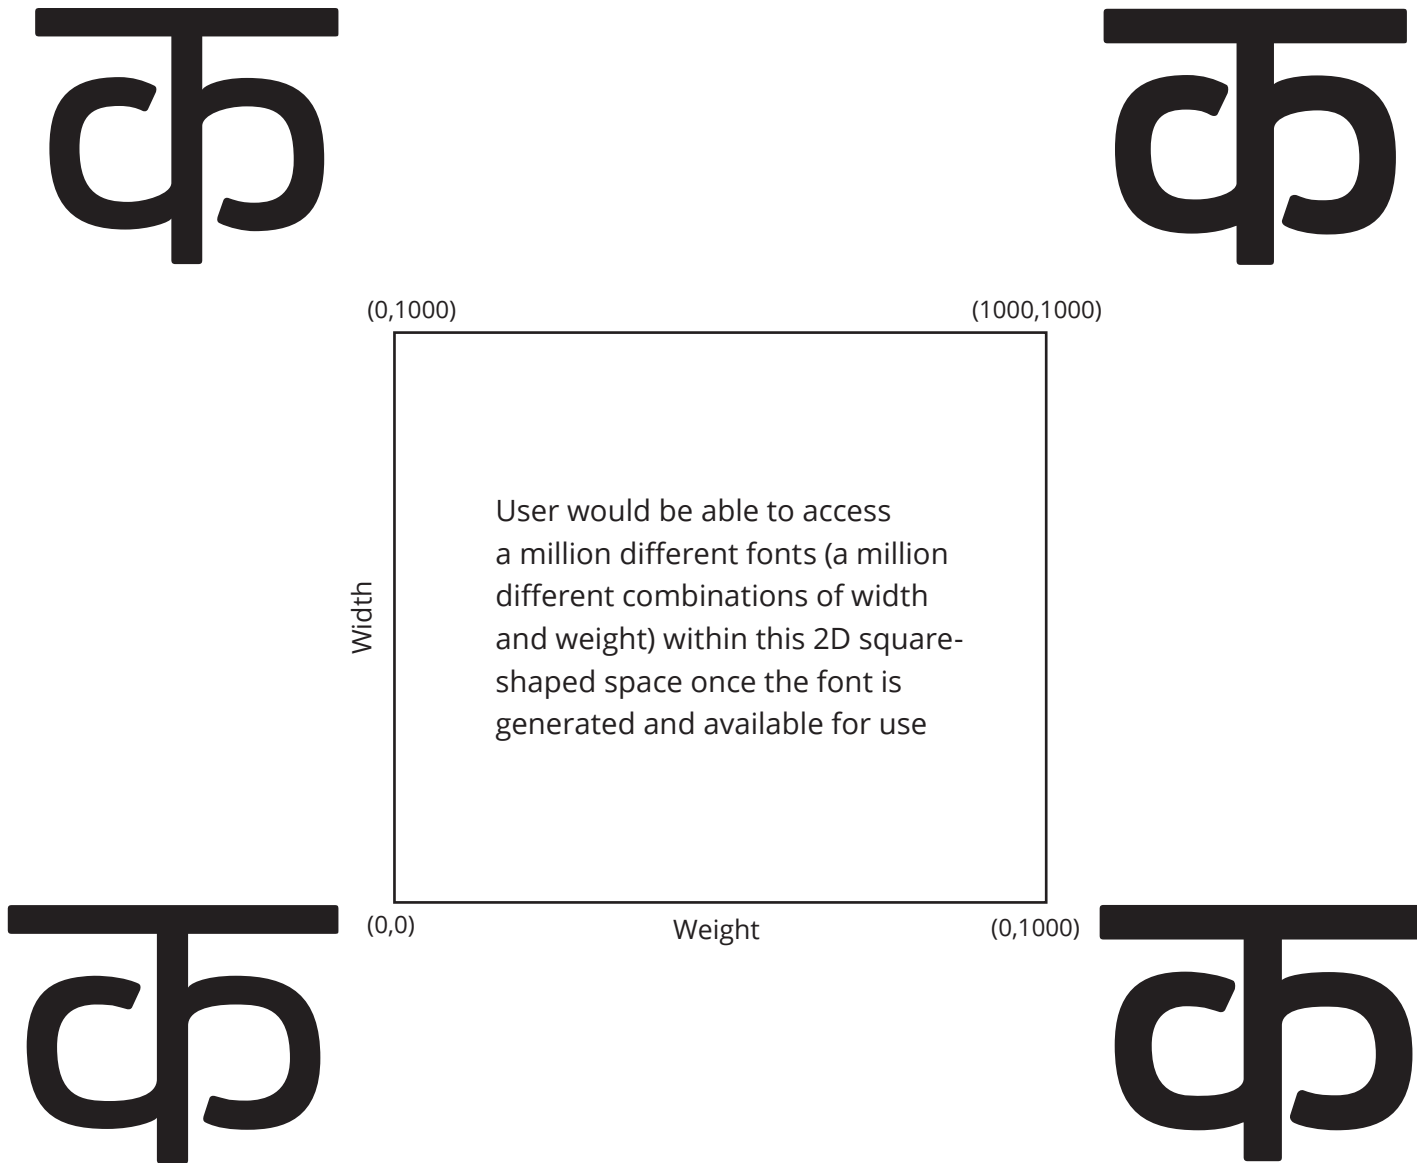 क क
(0,1000) (1000,1000)
User would be able to access
a million different fonts (a million
different combinations of width
and weight) within this 2D square-
shaped space once the font is
generated and available for use
Width
(0,0) Weight (0,1000)
क क